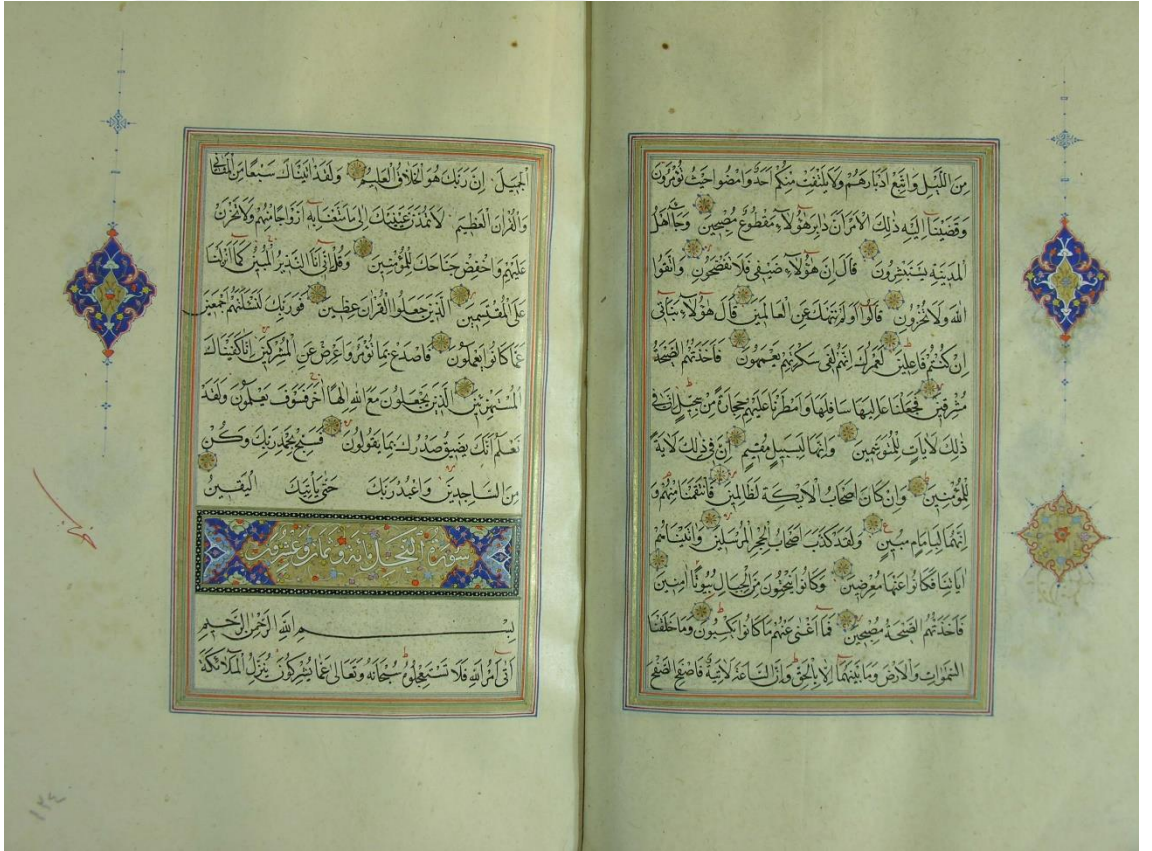 من الليل واتبع ادبارهم ولا يلتفت منكم احد وامضوا حيث تؤمرون
وقضينا اليه ذلك الامر ان دابر هؤلاء مقطوع مصبحين وجاء اهل
المدينة يستبشرون قال ان هؤلاء ضيفي فلا تفضحون واتقوا
الله ولا تخزون قالوا اولم ننهك عن العالمين قال هؤلاء بناتي
ان كنتم فاعلين لعمرك انهم لفي سكرتهم يعمهون فاخذتهم الصيحة
مشرقين فجعلنا عاليها سافلها وامطرنا عليهم حجارة من سجيل ان في
ذلك لايات للمتوسمين وانها لبسبيل مقيم ان في ذلك لاية
للمؤمنين وان كان اصحاب الايكة لظالمين فانتقمنا منهم و
انهما لبامام مبين ولقد كذب اصحاب الحجر المرسلين واتيناهم
اياتنا فكانوا عنها معرضين وكانوا ينحتون من الجبال بيوتا امنين
فاخذتهم الصيحة مصبحين فما اغنى عنهم ما كانوا يكسبون وما خلقنا
السموات والارض وما بينهما الا بالحق وان الساعة لاتية فاصفح الصفح
الجميل ان ربك هو الخلاق العليم ولقد اتيناك سبعا من المثاني
والقران العظيم لا تمدن عينيك الى ما متعنا به ازواجا منهم ولا تحزن
عليهم واخفض جناحك للمؤمنين وقل اني انا النذير المبين كما انزلنا
على المقتسمين الذين جعلوا القران عظين فوربك لنسئلنهم اجمعين
عما كانوا يعملون فاصدع بما تؤمر واعرض عن المشركين انا كفيناك
المستهزئين الذين يجعلون مع الله الها اخر فسوف يعلمون ولقد
نعلم انك يضيق صدرك بما يقولون فسبح بحمد ربك وكن
من الساجدين واعبد ربك حتى ياتيك اليقين
سورة النحل مائة وثمان وعشرون آية
بسم الله الرحمن الرحيم
اتى امر الله فلا تستعجلوه سبحانه وتعالى عما يشركون ينزل الملائكة
١٣٤